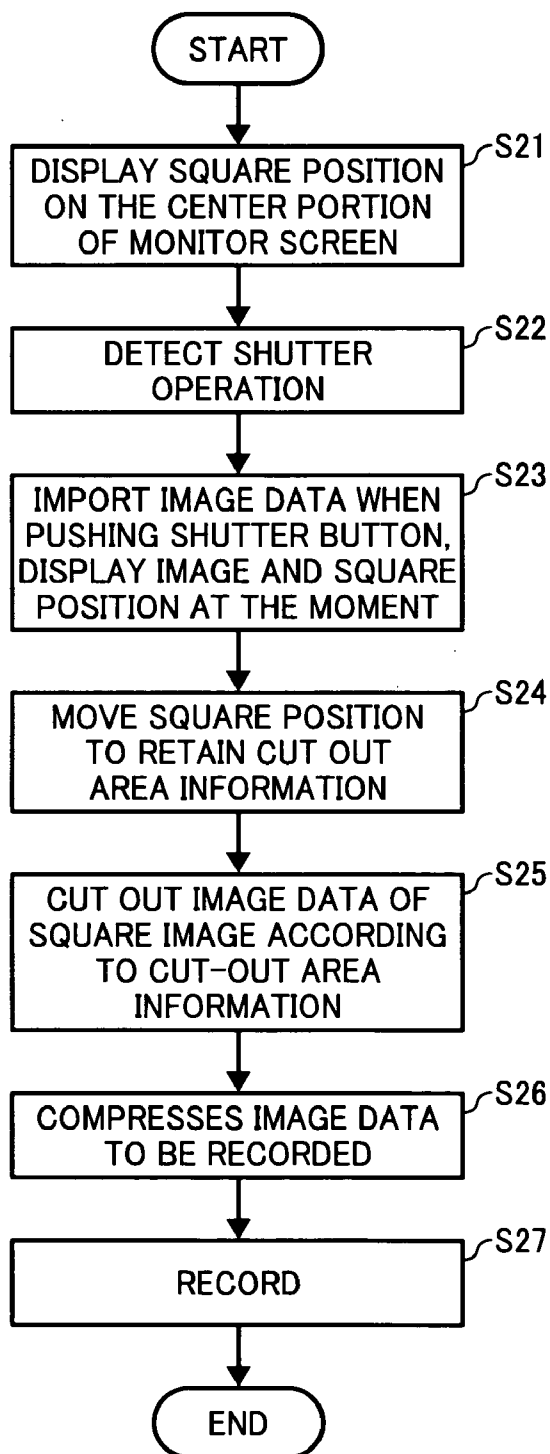 START
S21
DISPLAY SQUARE POSITION
ON THE CENTER PORTION
OF MONITOR SCREEN
S22
DETECT SHUTTER
OPERATION
S23
IMPORT IMAGE DATA WHEN
PUSHING SHUTTER BUTTON,
DISPLAY IMAGE AND SQUARE
POSITION AT THE MOMENT
S24
MOVE SQUARE POSITION
TO RETAIN CUT OUT
AREA INFORMATION
S25
CUT OUT IMAGE DATA OF
SQUARE IMAGE ACCORDING
TO CUT-OUT AREA
INFORMATION
S26
COMPRESSES IMAGE DATA
TO BE RECORDED
S27
RECORD
END